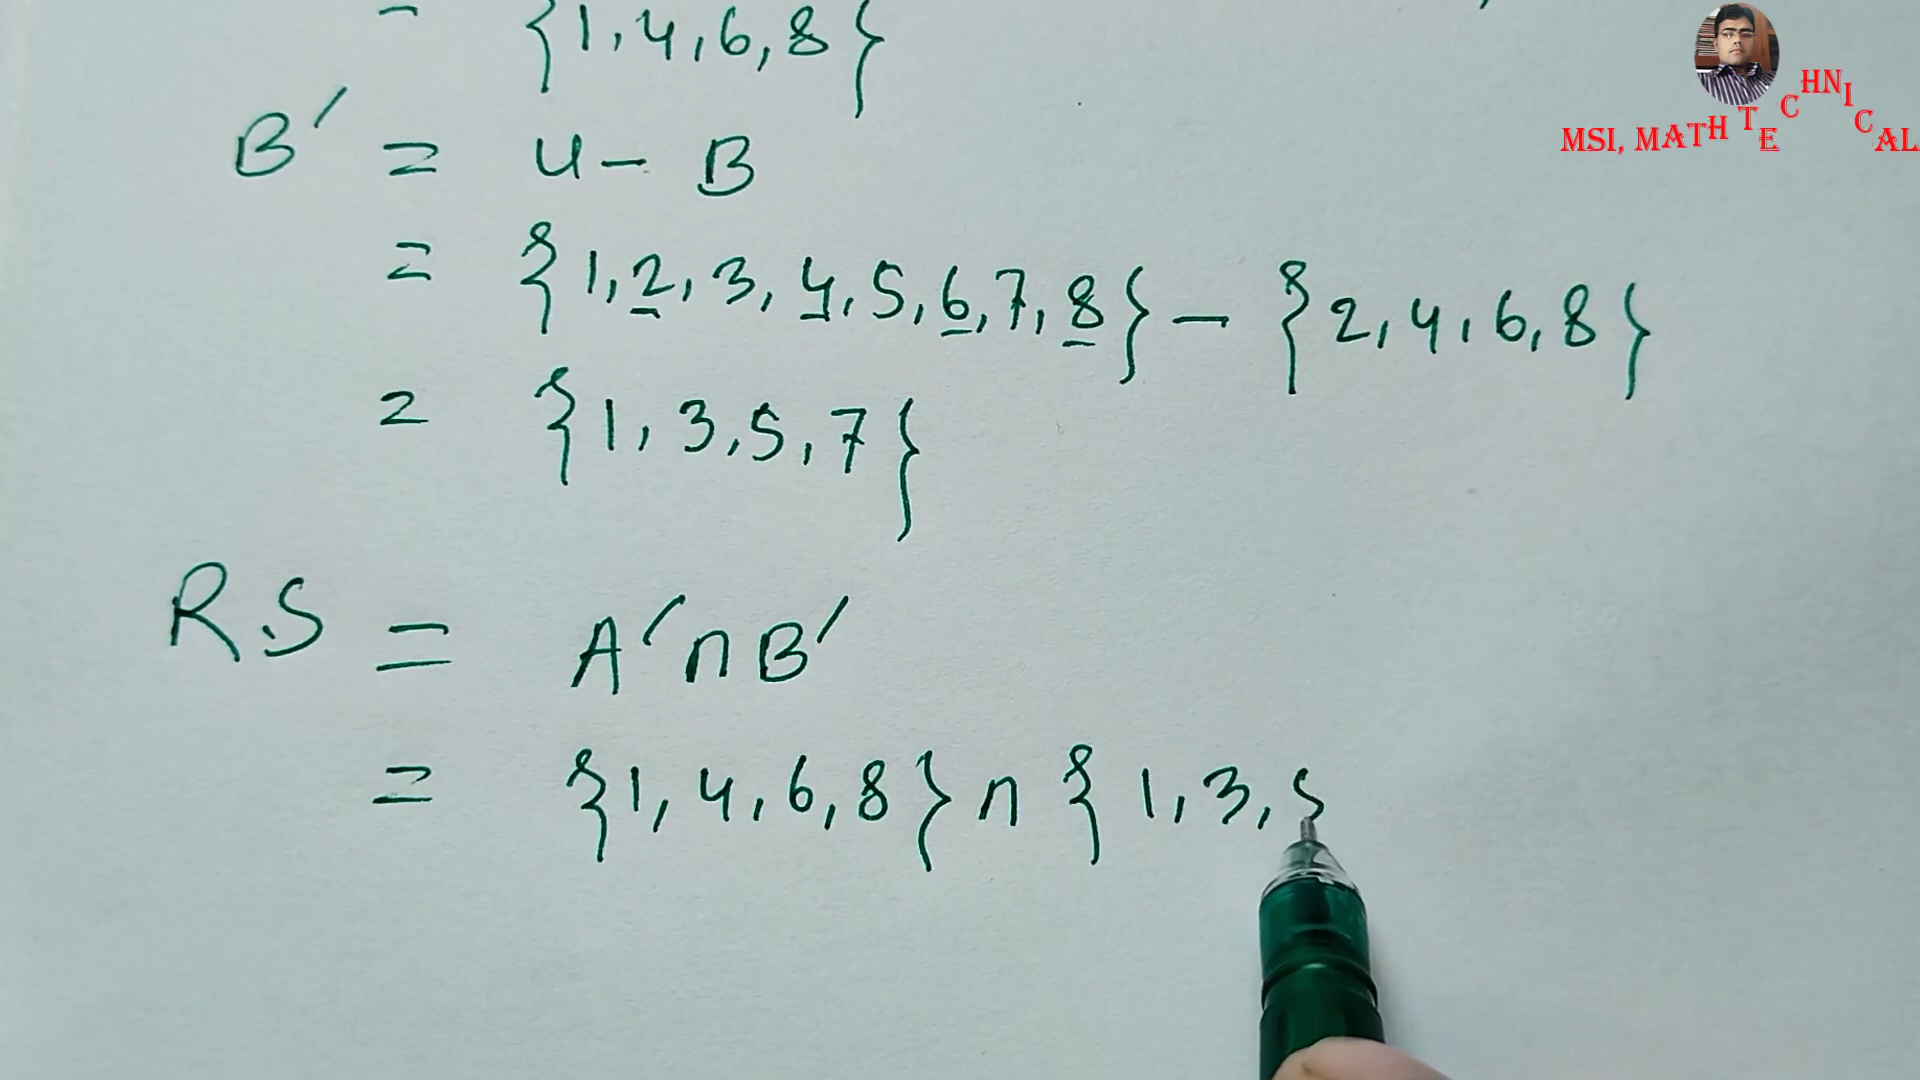 = {1,4,6,8}
MSI, MATH TECHNICAL
B′ = U - B
= {1,2,3,4,5,6,7,8} - {2,4,6,8}
= {1,3,5,7}
R.S = A′∩B′
= {1,4,6,8} ∩ {1,3,5